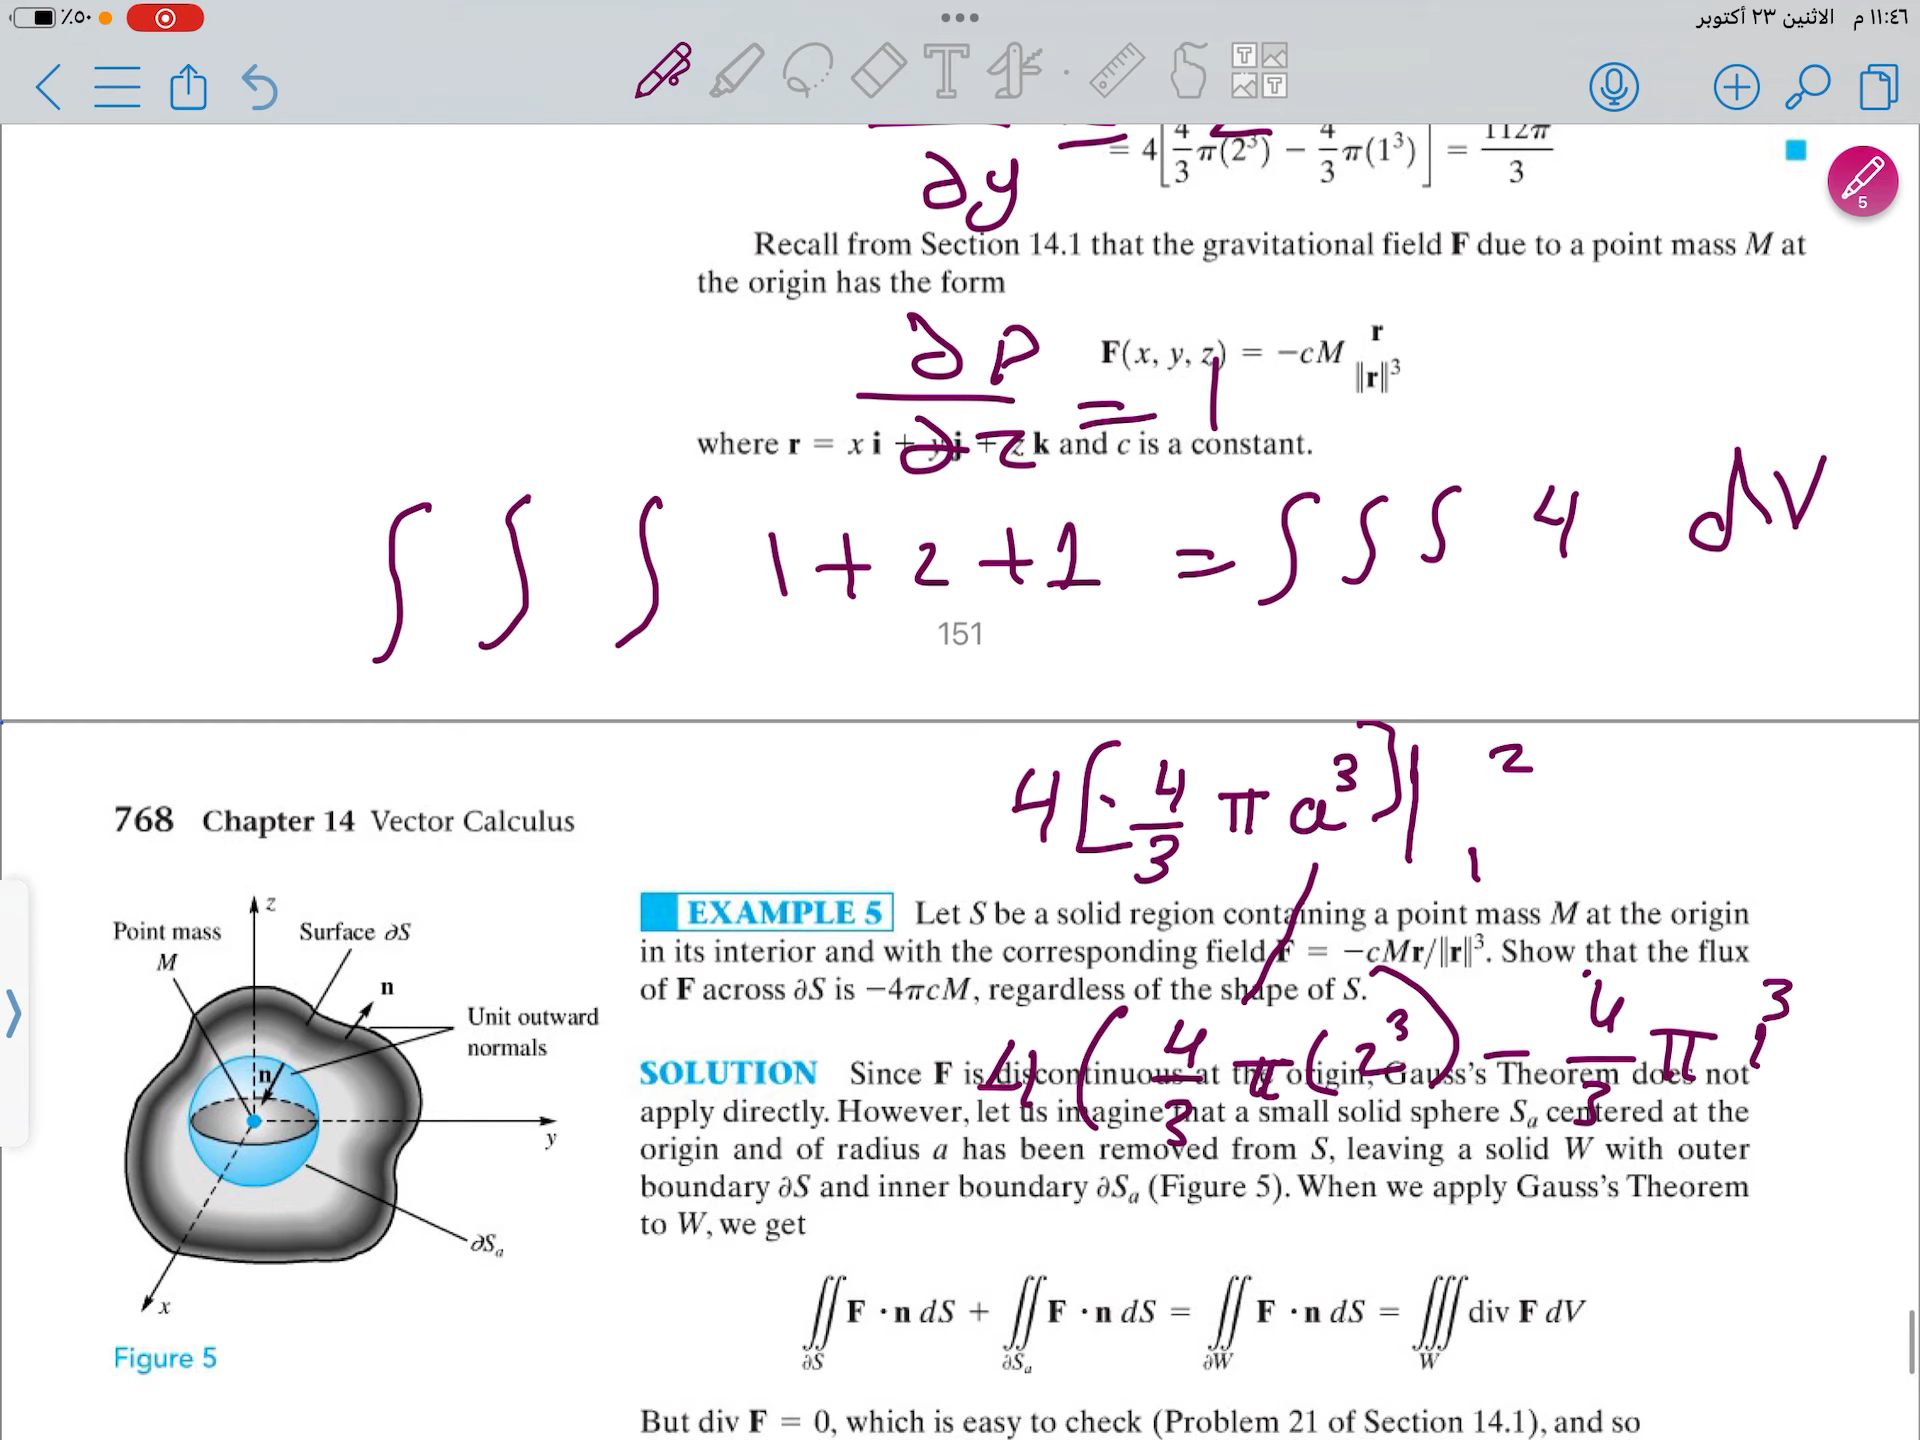 ٪٥٠
١١:٤٦ م الاثنين ٢٣ أكتوبر
5
= 4[4/3 π(2³) − 4/3 π(1³)] = 112π/3
∂y =
Recall from Section 14.1 that the gravitational field F due to a point mass M at
the origin has the form
F(x, y, z) = −cM r/‖r‖³
∂P/∂z = 1
where r = x i + y j + z k and c is a constant.
∫ ∫ ∫ 1 + 2 + 1 = ∫ ∫ ∫ 4 dV
151
4[4/3 π a³]|₁²
768 Chapter 14 Vector Calculus
Point mass
M
Surface ∂S
z
n
Unit outward
normals
n
y
∂Sₐ
x
Figure 5
EXAMPLE 5 Let S be a solid region containing a point mass M at the origin
in its interior and with the corresponding field F = −cMr/‖r‖³. Show that the flux
of F across ∂S is −4πcM, regardless of the shape of S.
4(4/3 π(2³) − 4/3 π 1³
SOLUTION Since F is discontinuous at the origin, Gauss's Theorem does not
apply directly. However, let us imagine that a small solid sphere Sₐ centered at the
origin and of radius a has been removed from S, leaving a solid W with outer
boundary ∂S and inner boundary ∂Sₐ (Figure 5). When we apply Gauss's Theorem
to W, we get
∬ F · n dS + ∬ F · n dS = ∬ F · n dS = ∭ div F dV
∂S ∂Sₐ ∂W W
But div F = 0, which is easy to check (Problem 21 of Section 14.1), and so